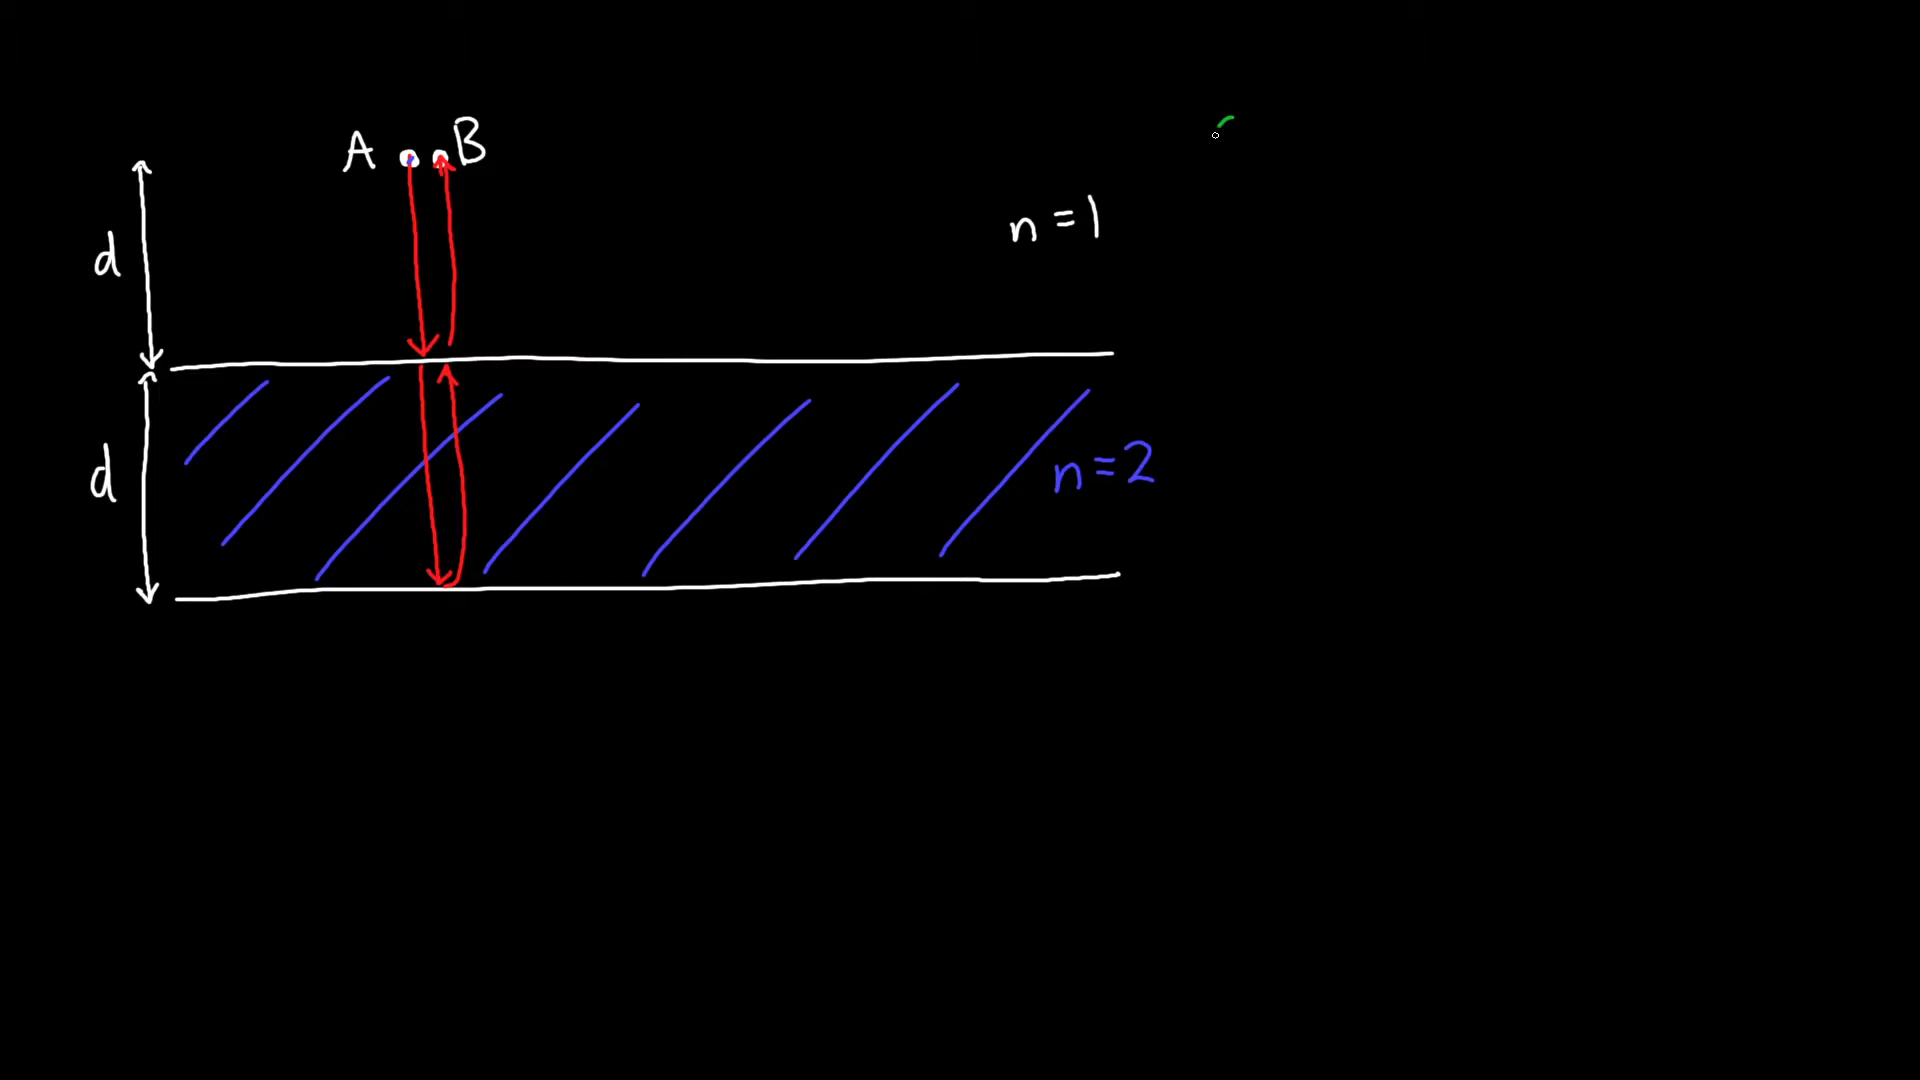 A B
n = 1
d
d
n = 2